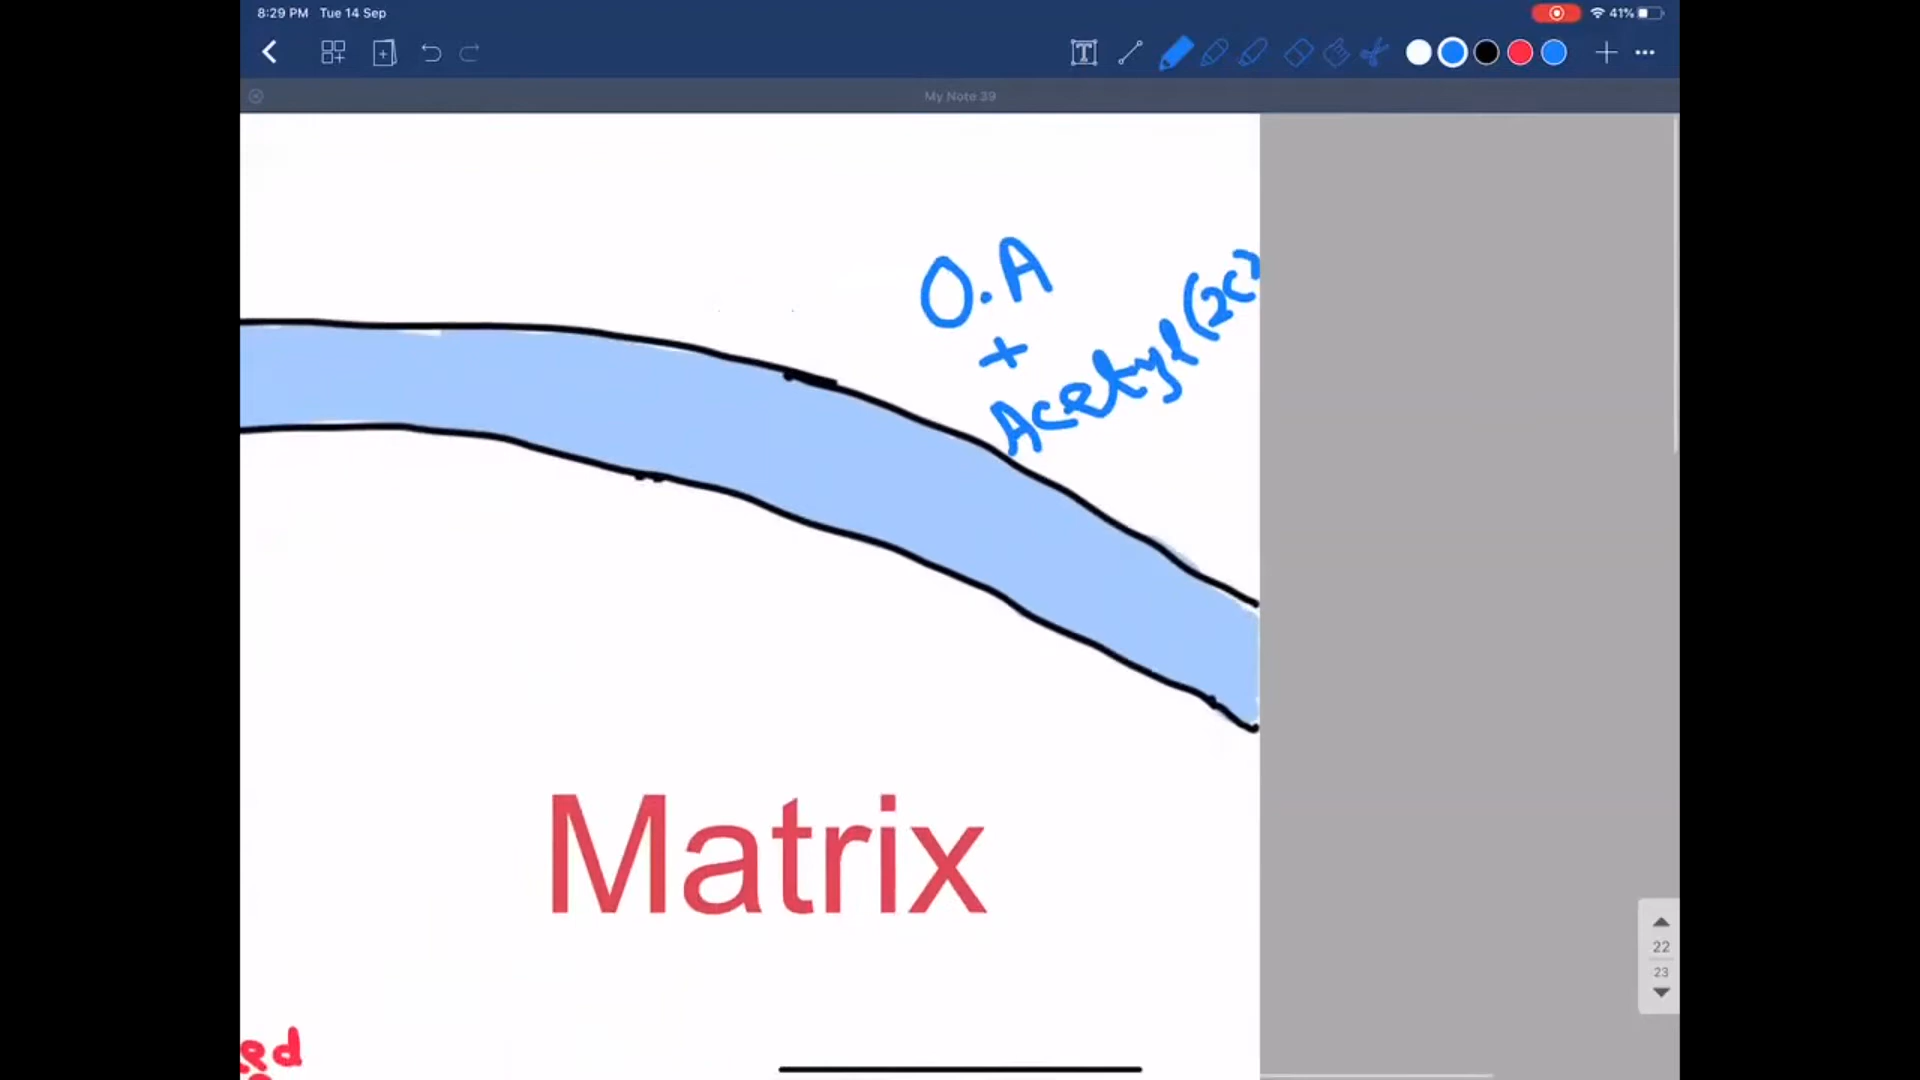 8:29 PM Tue 14 Sep
41%
My Note 39
O.A
+
Acetyl (2C)
Matrix
22
23